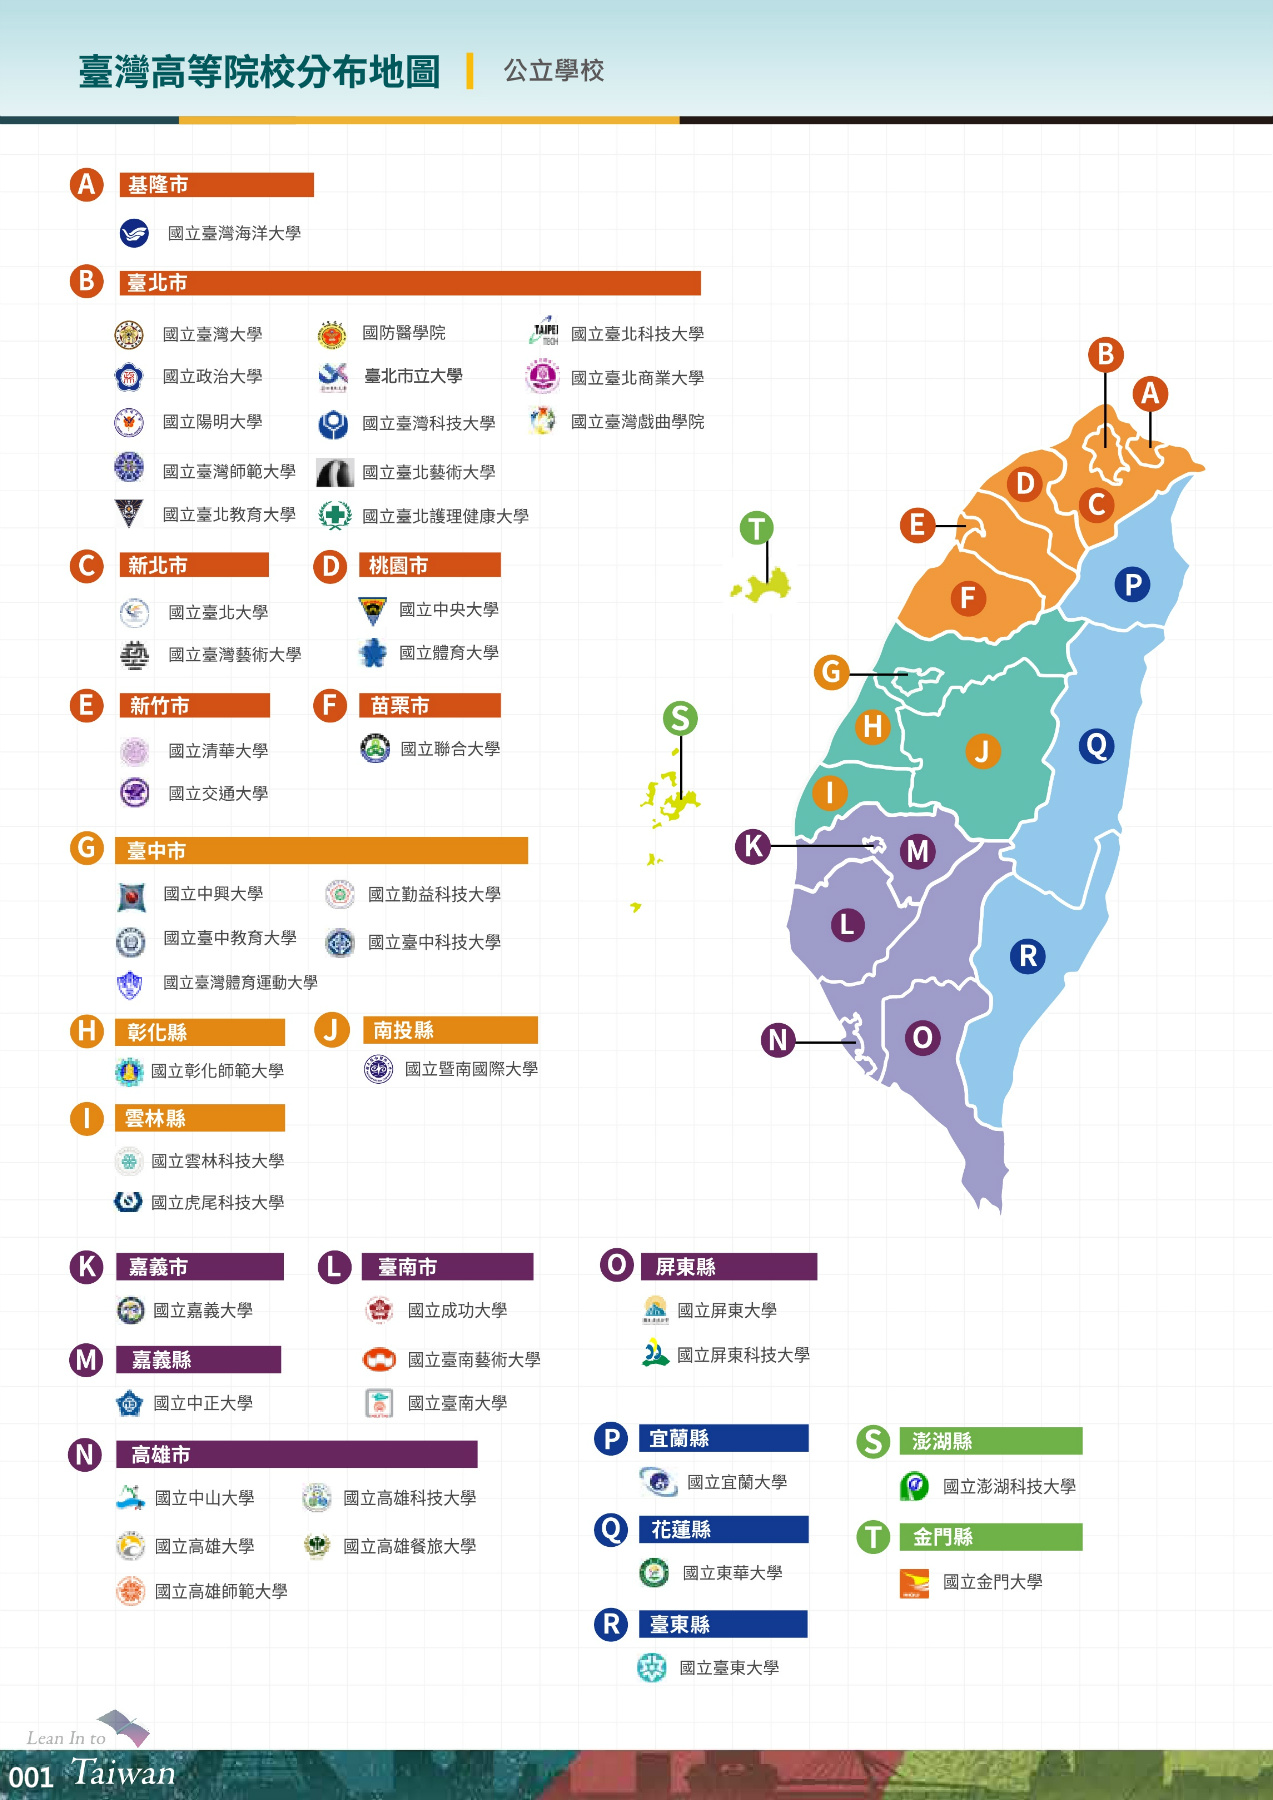 臺灣高等院校分布地圖
公立學校
A 基隆市
國立臺灣海洋大學
B 臺北市
國立臺灣大學
國立政治大學
國立陽明大學
國立臺灣師範大學
國立臺北教育大學
國防醫學院
臺北市立大學
國立臺灣科技大學
國立臺北藝術大學
國立臺北護理健康大學
TAIPEI
TECH
國立臺北科技大學
國立臺北商業大學
國立臺灣戲曲學院
C 新北市
國立臺北大學
國立臺灣藝術大學
D 桃園市
國立中央大學
國立體育大學
E 新竹市
國立清華大學
國立交通大學
F 苗栗市
國立聯合大學
G 臺中市
國立中興大學
國立臺中教育大學
國立臺灣體育運動大學
國立勤益科技大學
國立臺中科技大學
H 彰化縣
國立彰化師範大學
J 南投縣
國立暨南國際大學
I 雲林縣
國立雲林科技大學
國立虎尾科技大學
K 嘉義市
國立嘉義大學
L 臺南市
國立成功大學
國立臺南藝術大學
國立臺南大學
M 嘉義縣
國立中正大學
N 高雄市
國立中山大學
國立高雄大學
國立高雄師範大學
國立高雄科技大學
國立高雄餐旅大學
O 屏東縣
國立屏東大學
國立屏東科技大學
P 宜蘭縣
國立宜蘭大學
Q 花蓮縣
國立東華大學
R 臺東縣
國立臺東大學
S 澎湖縣
國立澎湖科技大學
T 金門縣
國立金門大學
B
A
D
C
E
T
P
F
G
S
H
J
Q
I
K
M
L
R
N
O
Lean In to
001 Taiwan